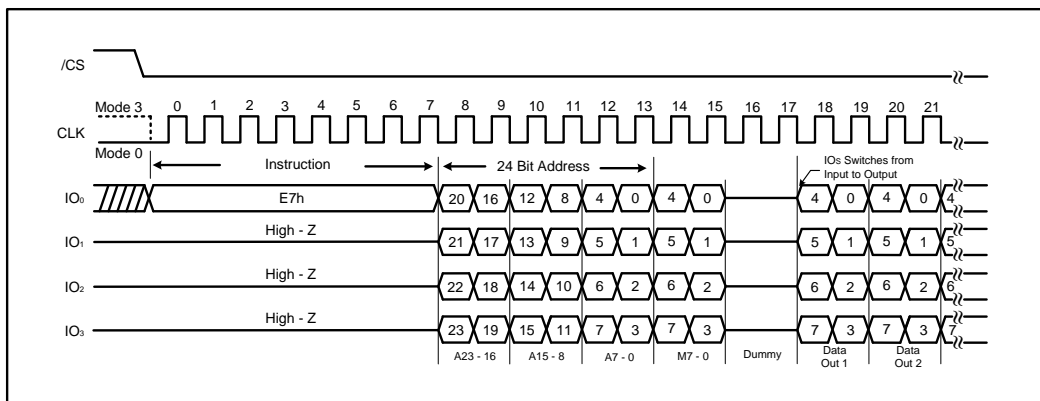 /CS
Mode 3 0 1 2 3 4 5 6 7 8 9 10 11 12 13 14 15 16 17 18 19 20 21
CLK
Mode 0
Instruction
24 Bit Address
IOs Switches from
Input to Output
IO₀ E7h 20 16 12 8 4 0 4 0 4 0 4 0 4
IO₁ High - Z 21 17 13 9 5 1 5 1 5 1 5 1 5
IO₂ High - Z 22 18 14 10 6 2 6 2 6 2 6 2 6
IO₃ High - Z 23 19 15 11 7 3 7 3 7 3 7 3 7
A23 - 16 A15 - 8 A7 - 0 M7 - 0 Dummy
Data
Out 1
Data
Out 2